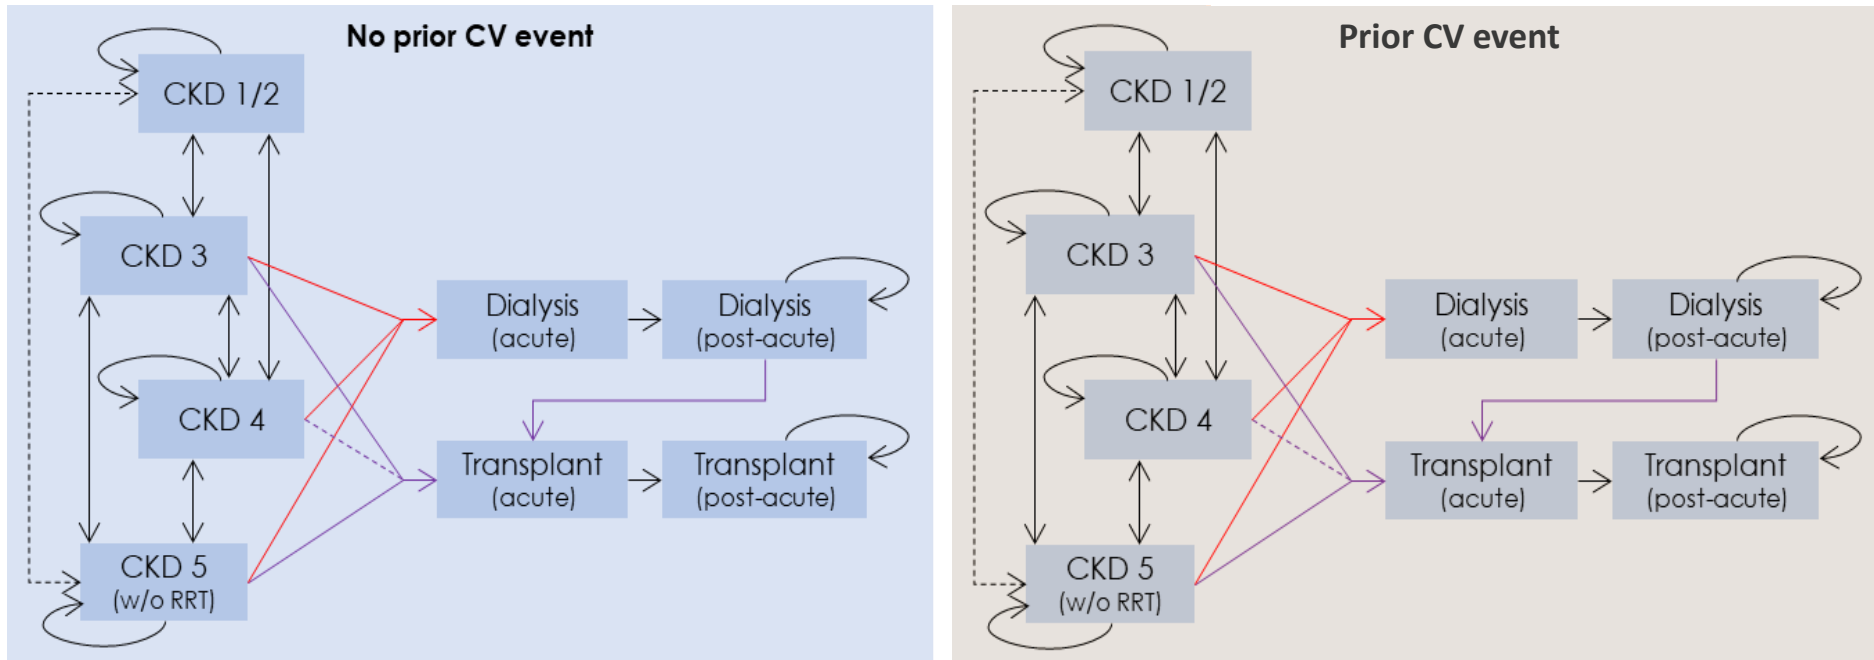 No prior CV event
CKD 1/2
CKD 3
Dialysis
(acute)
Dialysis
(post-acute)
CKD 4
Transplant
(acute)
Transplant
(post-acute)
CKD 5
(w/o RRT)
Prior CV event
CKD 1/2
CKD 3
Dialysis
(acute)
Dialysis
(post-acute)
CKD 4
Transplant
(acute)
Transplant
(post-acute)
CKD 5
(w/o RRT)